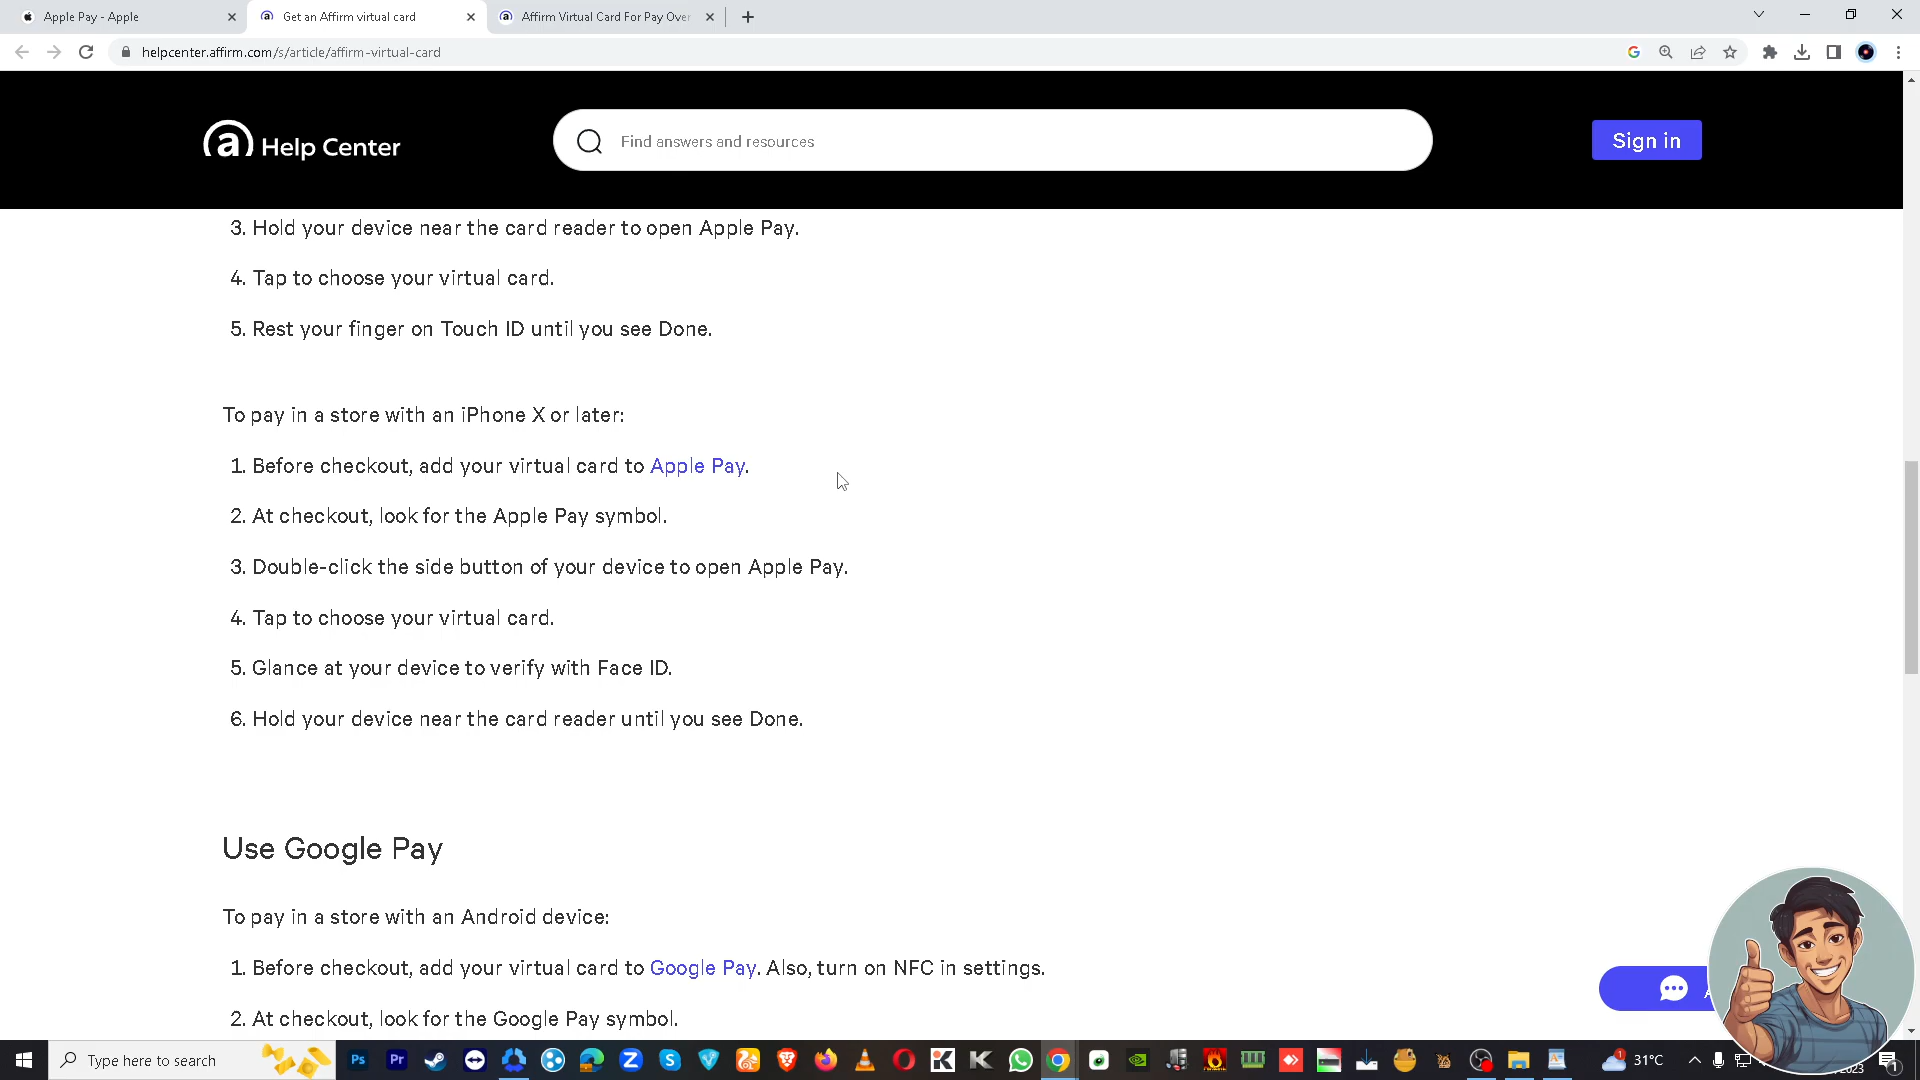 Apple Pay - Apple
Get an Affirm virtual card
Affirm Virtual Card For Pay Over
helpcenter.affirm.com/s/article/affirm-virtual-card
a Help Center
Find answers and resources
Sign in
3. Hold your device near the card reader to open Apple Pay.
4. Tap to choose your virtual card.
5. Rest your finger on Touch ID until you see Done.
To pay in a store with an iPhone X or later:
1. Before checkout, add your virtual card to Apple Pay.
2. At checkout, look for the Apple Pay symbol.
3. Double-click the side button of your device to open Apple Pay.
4. Tap to choose your virtual card.
5. Glance at your device to verify with Face ID.
6. Hold your device near the card reader until you see Done.
Use Google Pay
To pay in a store with an Android device:
1. Before checkout, add your virtual card to Google Pay. Also, turn on NFC in settings.
2. At checkout, look for the Google Pay symbol.
Type here to search
Ps
Pr
31°C